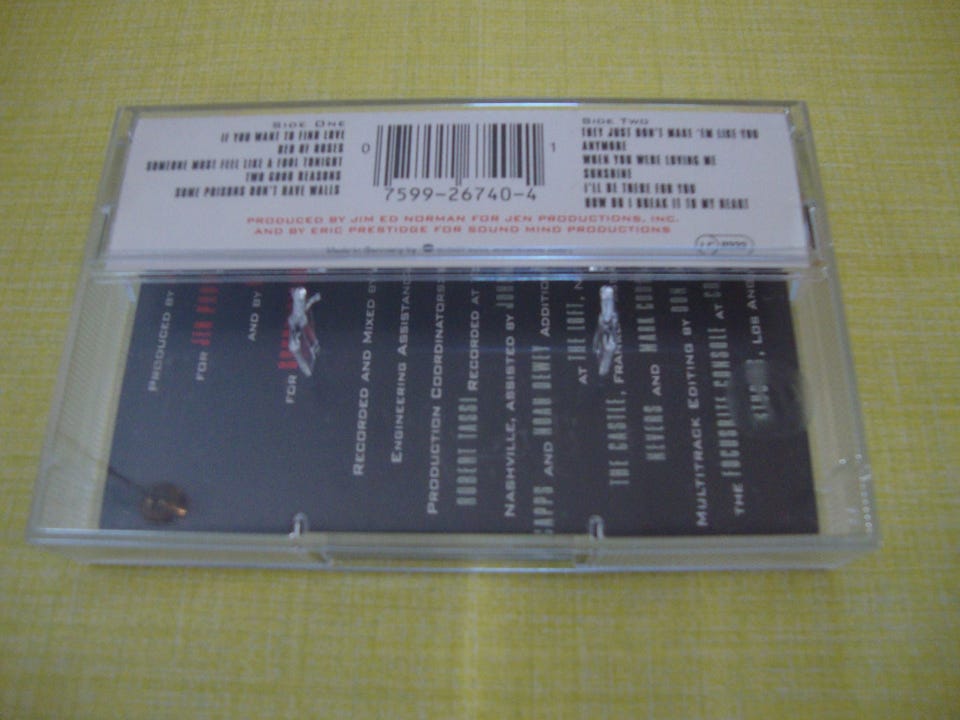 SIDE ONE
IF YOU WANT TO FIND LOVE
BED OF ROSES
SOMEONE MUST FEEL LIKE A FOOL TONIGHT
TWO GOOD REASONS
SOME PRISONS DON'T HAVE WALLS
0
7599-26740-4
1
SIDE TWO
THEY JUST DON'T MAKE 'EM LIKE YOU
ANYMORE
WHEN YOU WERE LOVING ME
SUNSHINE
I'LL BE THERE FOR YOU
HOW DO I BREAK IT TO MY HEART
PRODUCED BY JIM ED NORMAN FOR JEN PRODUCTIONS, INC.
AND BY ERIC PRESTIDGE FOR SOUND MIND PRODUCTIONS
Made in Germany by
PRODUCED BY
FOR JEN
AND BY
FOR
RECORDED AND MIXED BY
ENGINEERING
PRODUCTION COORDINATORS:
ROBERT TASSI RECORDED AT
NASHVILLE, ASSISTED BY
CAPPS AND NOAH DEWEY
AT THE LOFT,
THE CASTLE,
NEVERS AND MARK
MULTITRACK EDITING BY DON
THE FOCUSRITE CONSOLE AT
LOS